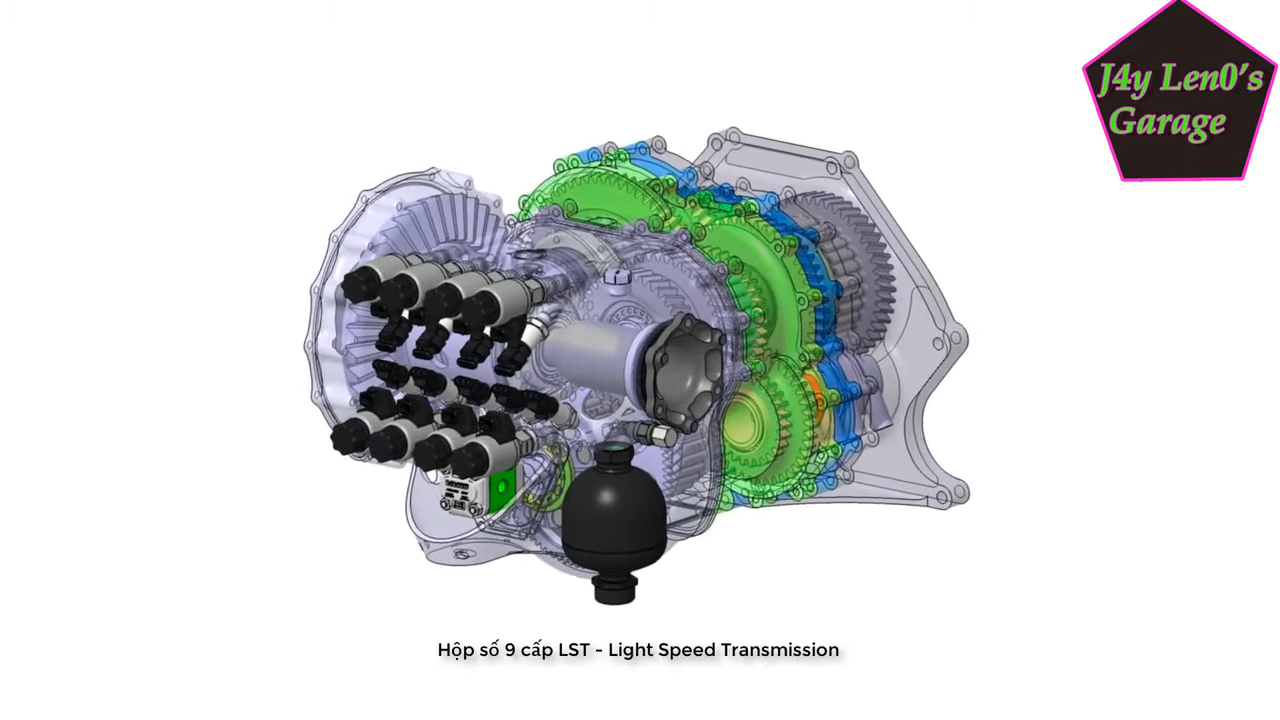 J4y Len0's
Garage
Hộp số 9 cấp LST - Light Speed Transmission